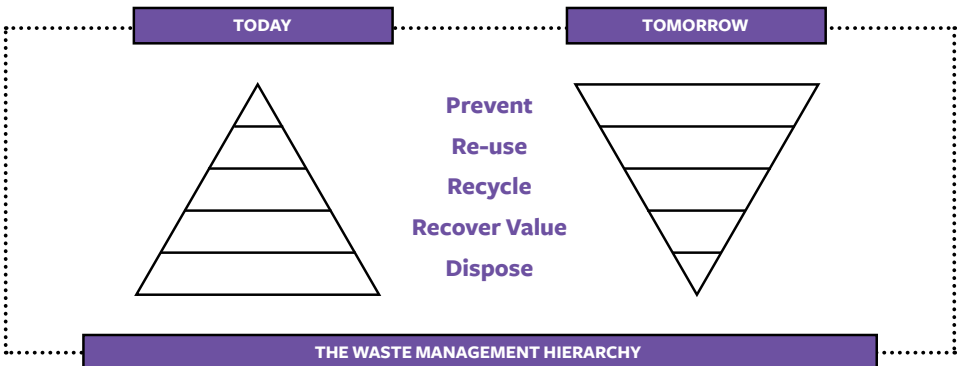 TODAY
TOMORROW
Prevent
Re-use
Recycle
Recover Value
Dispose
THE WASTE MANAGEMENT HIERARCHY